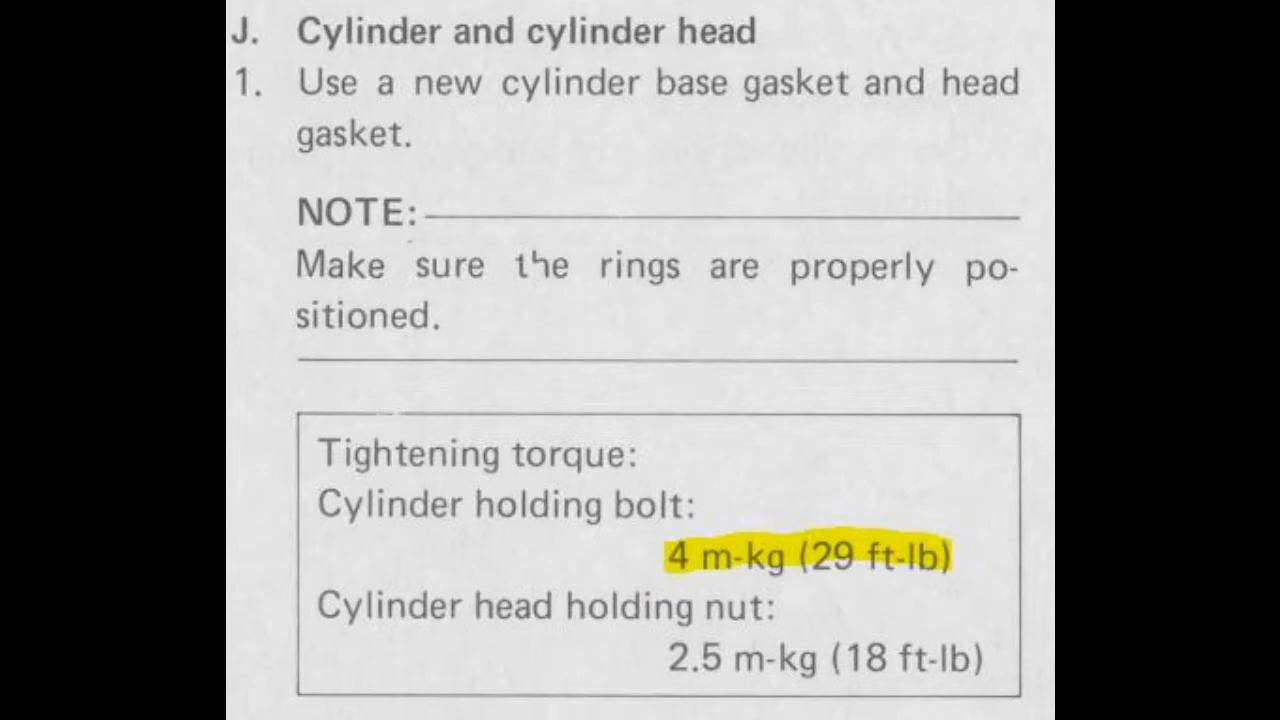 J. Cylinder and cylinder head
1. Use a new cylinder base gasket and head
gasket.
NOTE:
Make sure the rings are properly po-
sitioned.
Tightening torque:
Cylinder holding bolt:
4 m-kg (29 ft-lb)
Cylinder head holding nut:
2.5 m-kg (18 ft-lb)